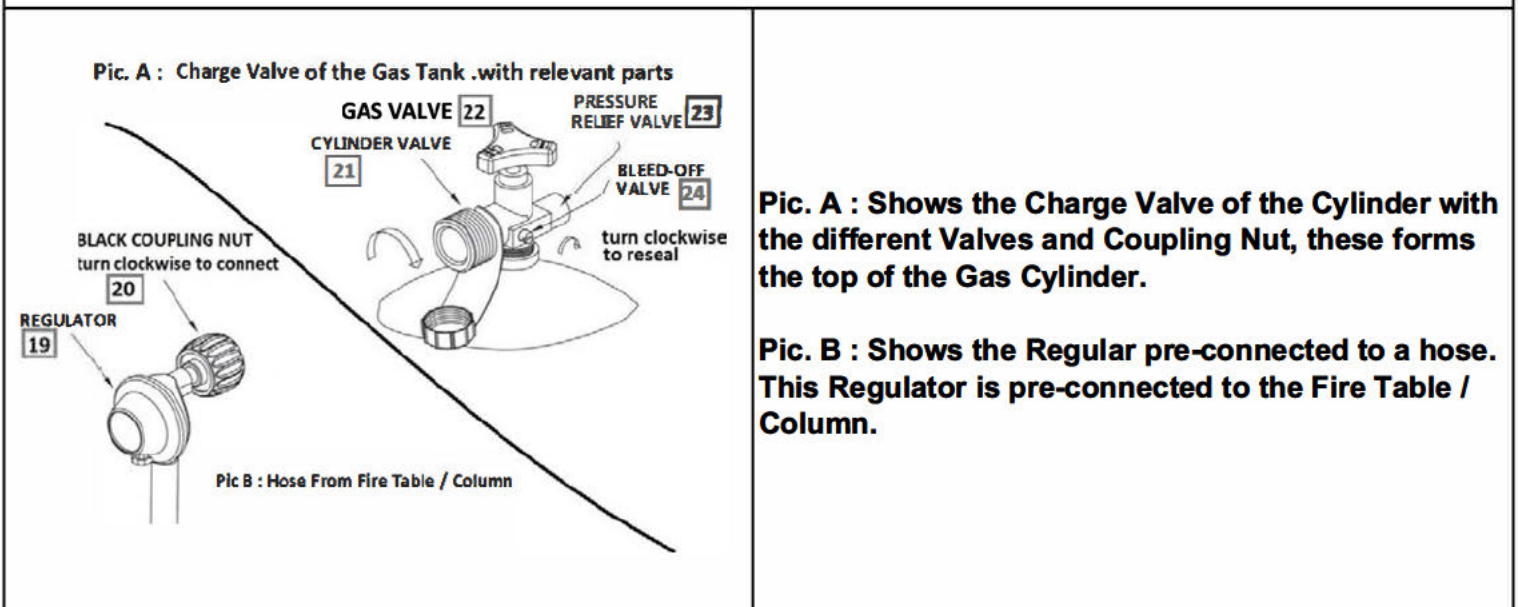 Pic. A : Charge Valve of the Gas Tank .with relevant parts
GAS VALVE 22
PRESSURE
RELIEF VALVE 23
CYLINDER VALVE
21
BLEED-OFF
VALVE 24
turn clockwise
to reseal
BLACK COUPLING NUT
turn clockwise to connect
20
REGULATOR
19
Pic B : Hose From Fire Table / Column
Pic. A : Shows the Charge Valve of the Cylinder with
the different Valves and Coupling Nut, these forms
the top of the Gas Cylinder.
Pic. B : Shows the Regular pre-connected to a hose.
This Regulator is pre-connected to the Fire Table /
Column.